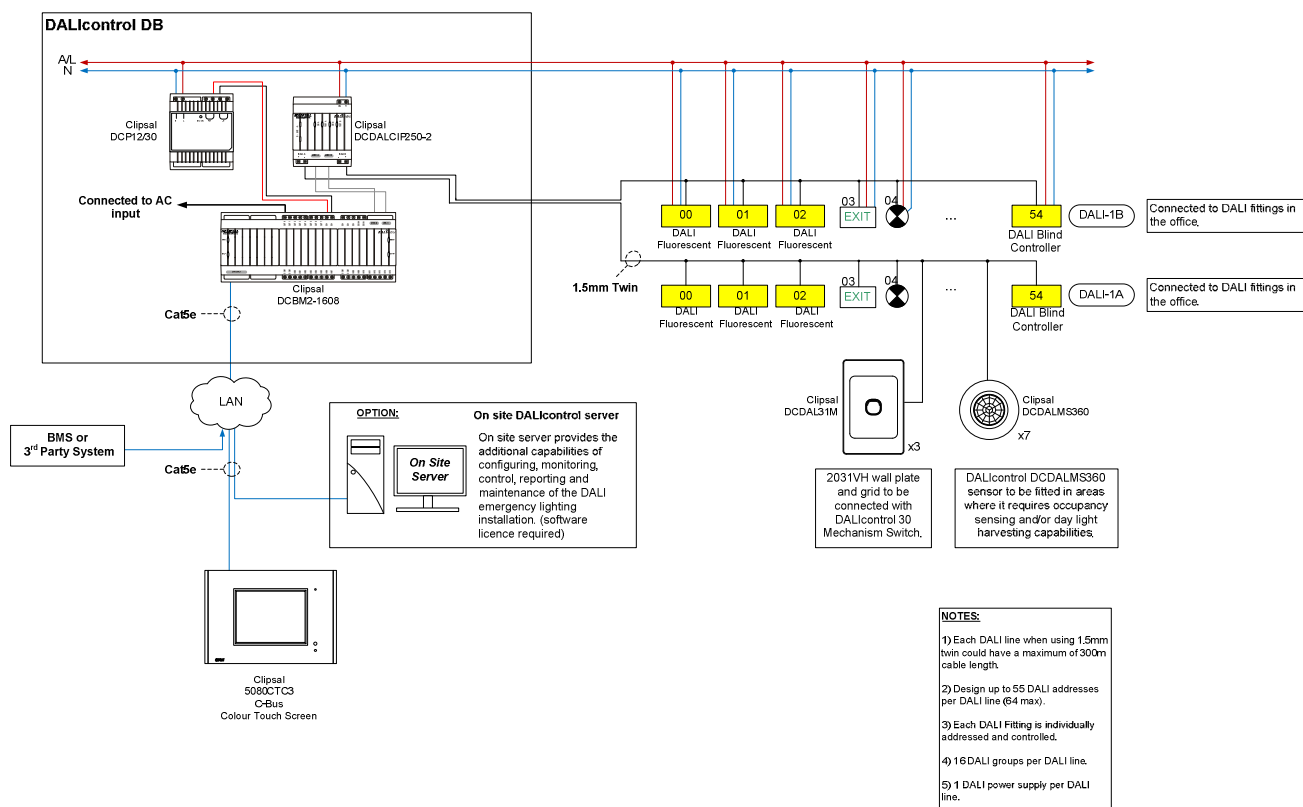 DALIcontrol DB
A/L
N
Clipsal
DCP12/30
Clipsal
DCDALCIP250-2
Connected to AC
input
Clipsal
DCBM2-1608
Cat5e
LAN
BMS or
3rd Party System
Cat5e
OPTION:
On site DALIcontrol server
On Site
Server
On site server provides the
additional capabilities of
configuring, monitoring,
control, reporting and
maintenance of the DALI
emergency lighting
installation. (software
licence required)
Clipsal
5080CTC3
C-Bus
Colour Touch Screen
1.5mm Twin
00
DALI
Fluorescent
01
DALI
Fluorescent
02
DALI
Fluorescent
03
EXIT
04
...
54
DALI Blind
Controller
DALI-1B
Connected to DALI fittings in
the office.
00
DALI
Fluorescent
01
DALI
Fluorescent
02
DALI
Fluorescent
03
EXIT
04
...
54
DALI Blind
Controller
DALI-1A
Connected to DALI fittings in
the office.
Clipsal
DCDAL31M
x3
Clipsal
DCDALMS360
x7
2031VH wall plate
and grid to be
connected with
DALIcontrol 30
Mechanism Switch.
DALIcontrol DCDALMS360
sensor to be fitted in areas
where it requires occupancy
sensing and/or day light
harvesting capabilities.
NOTES:
1) Each DALI line when using 1.5mm
twin could have a maximum of 300m
cable length.
2) Design up to 55 DALI addresses
per DALI line (64 max).
3) Each DALI Fitting is individually
addressed and controlled.
4) 16 DALI groups per DALI line.
5) 1 DALI power supply per DALI
line.